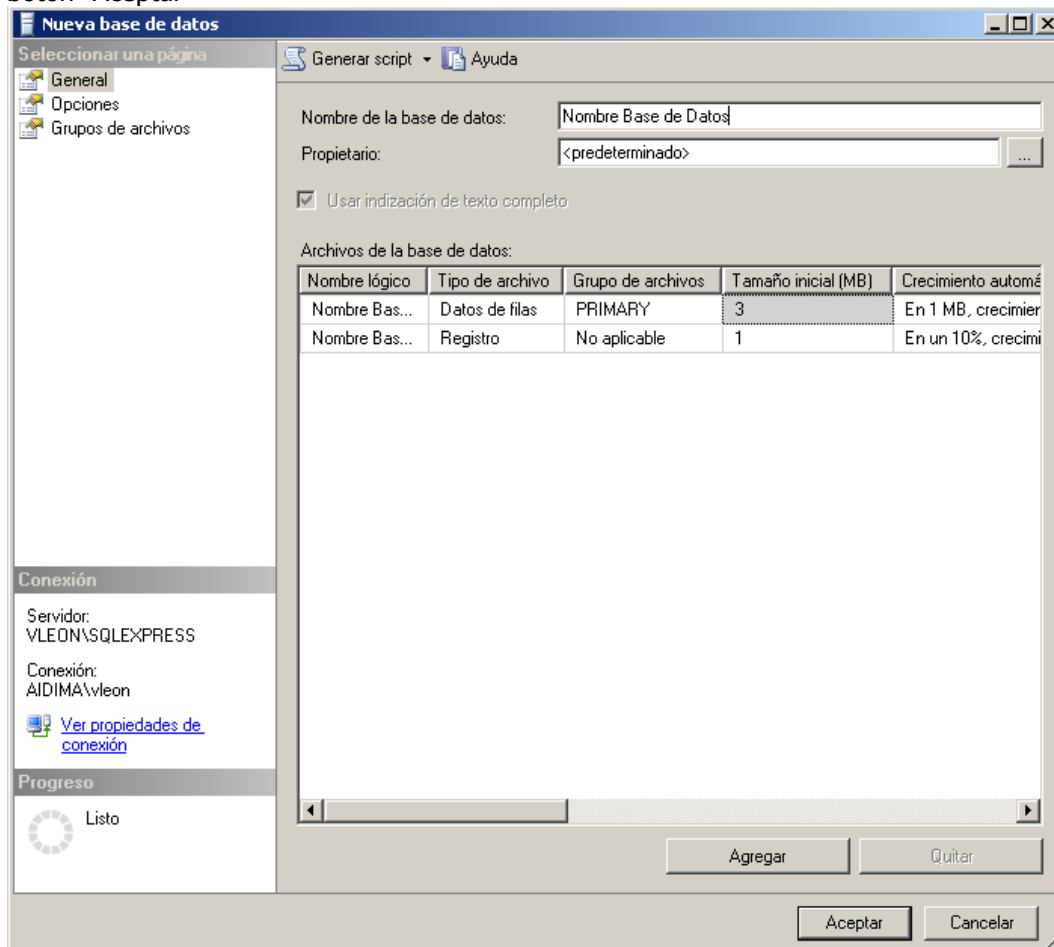 botón "Aceptar"
Nueva base de datos
Seleccionar una página
General
Opciones
Grupos de archivos
Generar script
Ayuda
Nombre de la base de datos:
Nombre Base de Datos
Propietario:
<predeterminado>
...
Usar indización de texto completo
Archivos de la base de datos:
Nombre lógico
Tipo de archivo
Grupo de archivos
Tamaño inicial (MB)
Crecimiento automá
Nombre Bas...
Datos de filas
PRIMARY
3
En 1 MB, crecimier
Nombre Bas...
Registro
No aplicable
1
En un 10%, crecimi
Conexión
Servidor:
VLEON\SQLEXPRESS
Conexión:
AIDIMA\vleon
Ver propiedades de
conexión
Progreso
Listo
Agregar
Quitar
Aceptar
Cancelar